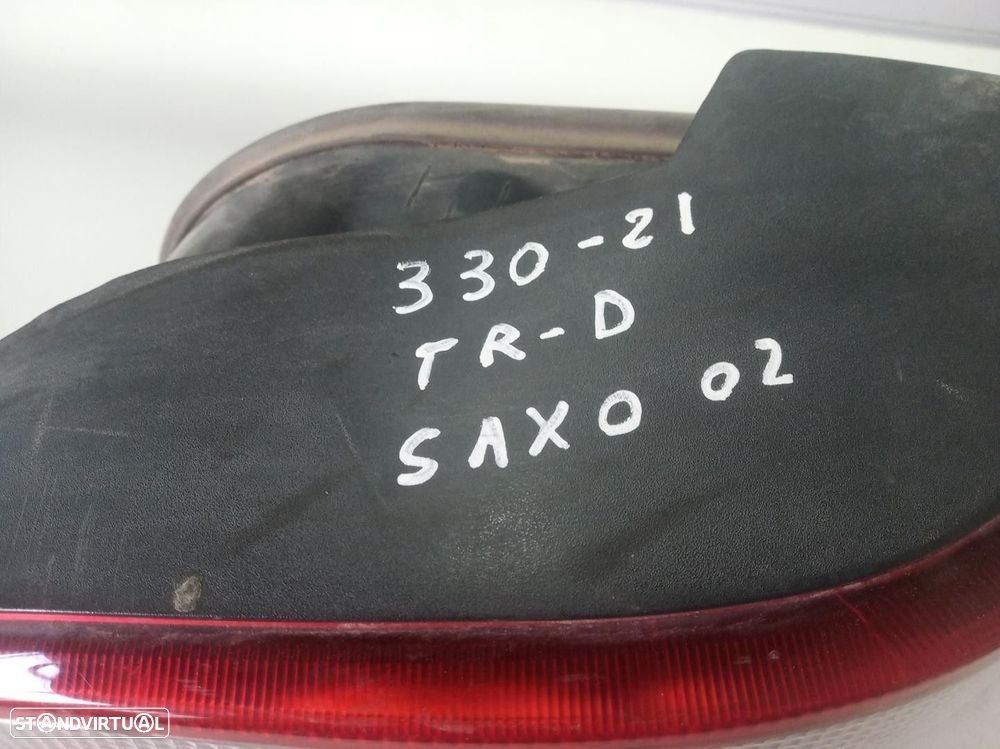 330-21
TR-D
SAXO 02
STANDVIRTUAL